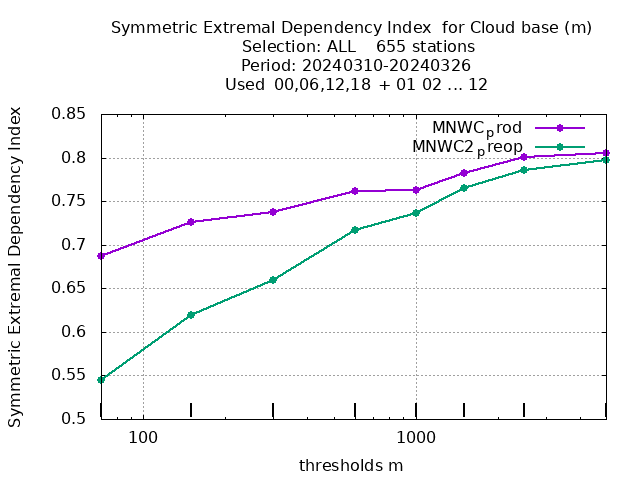 Symmetric Extremal Dependency Index  for Cloud base (m)
Selection: ALL    655 stations
Period: 20240310-20240326
Used  00,06,12,18  + 01 02 ... 12
MNWCprod
MNWC2preop
Symmetric Extremal Dependency Index
0.85
0.8
0.75
0.7
0.65
0.6
0.55
0.5
100
1000
thresholds m